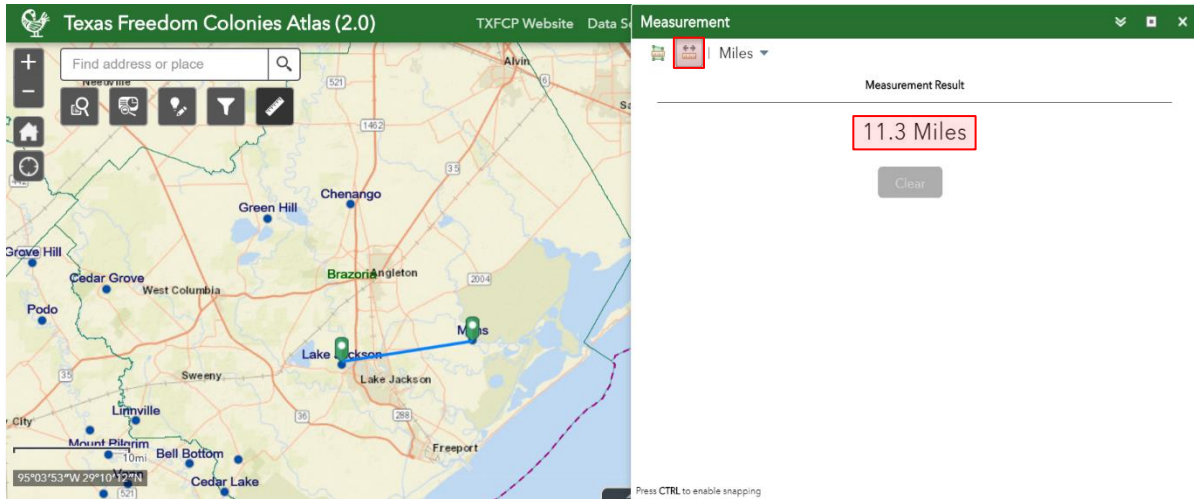 Texas Freedom Colonies Atlas (2.0)
TXFCP Website Data S
Find address or place
Alvin
521
6
1462
35
Chenango
Green Hill
Grove Hill
Brazoria
Angleton
2004
Cedar Grove
West Columbia
Podo
Lake Jackson
35
Sweeny
Lake Jackson
Linnville
36
288
City
Mount Pilgrim
Bell Bottom
Freeport
10mi
95°03'53"W 29°10'12"N
Cedar Lake
521
Measurement
Miles
Measurement Result
11.3 Miles
Clear
Press CTRL to enable snapping